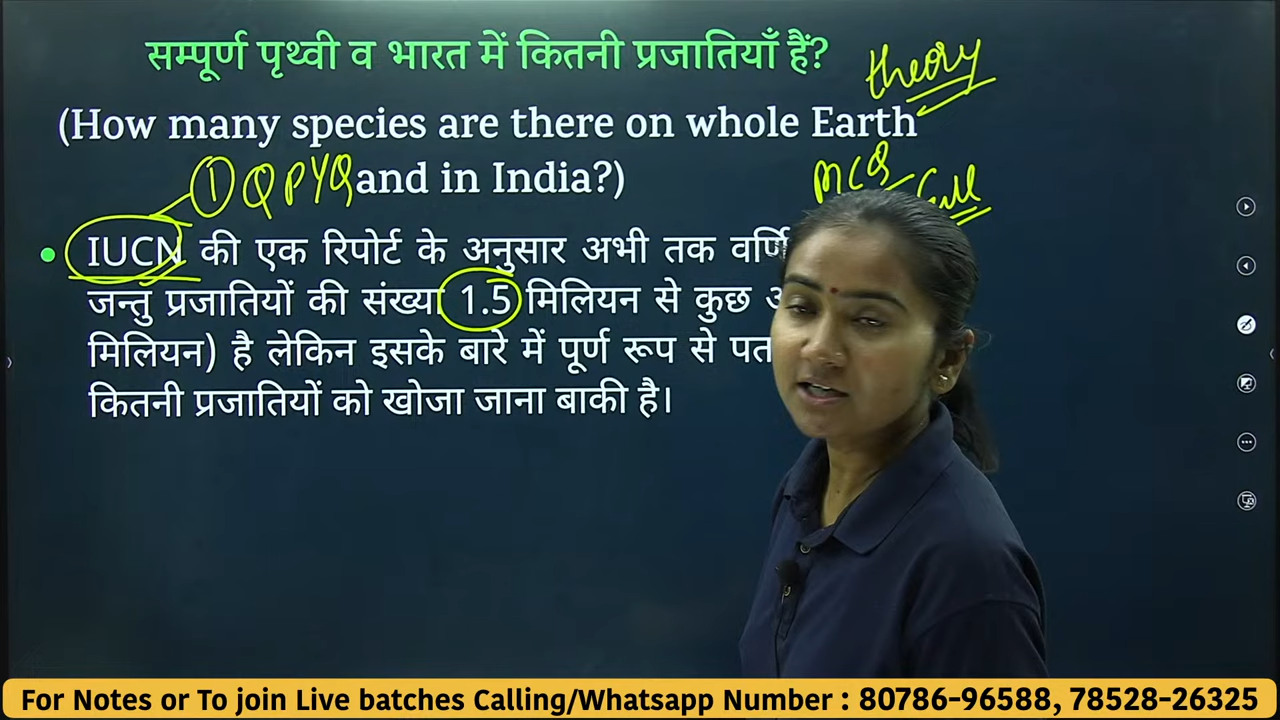 सम्पूर्ण पृथ्वी व भारत में कितनी प्रजातियाँ हैं?
theory
(How many species are there on whole Earth
① Q PYQ and in India?)
MCQ
IUCN की एक रिपोर्ट के अनुसार अभी तक
जन्तु प्रजातियों की संख्या 1.5 मिलियन से कुछ
मिलियन) है लेकिन इसके बारे में पूर्ण रूप से
कितनी प्रजातियों को खोजा जाना बाकी है।
For Notes or To join Live batches Calling/Whatsapp Number : 80786-96588, 78528-26325